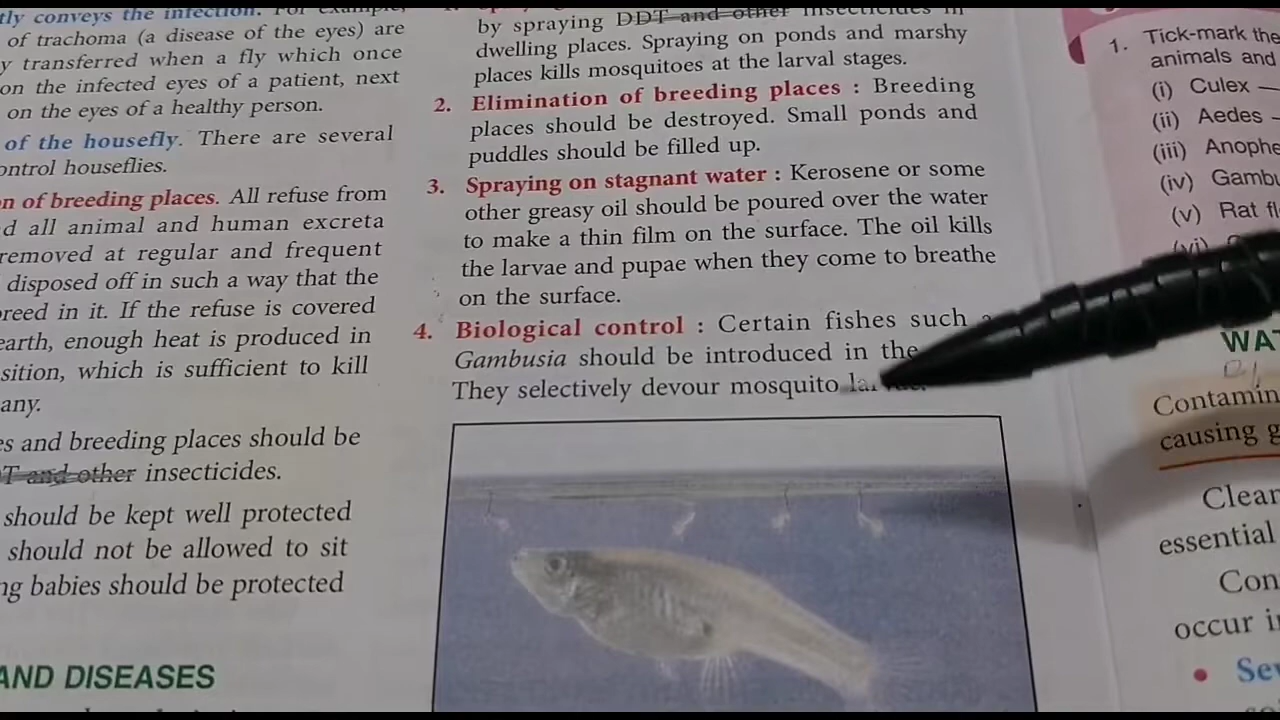 tly conveys the infection. For example,
of trachoma (a disease of the eyes) are
y transferred when a fly which once
on the infected eyes of a patient, next
on the eyes of a healthy person.
of the housefly. There are several
ontrol houseflies.
n of breeding places. All refuse from
d all animal and human excreta
removed at regular and frequent
disposed off in such a way that the
reed in it. If the refuse is covered
earth, enough heat is produced in
sition, which is sufficient to kill
any.
es and breeding places should be
T and other insecticides.
should be kept well protected
should not be allowed to sit
ng babies should be protected
AND DISEASES
by spraying DDT and other insecticides in
dwelling places. Spraying on ponds and marshy
places kills mosquitoes at the larval stages.
2. Elimination of breeding places : Breeding
places should be destroyed. Small ponds and
puddles should be filled up.
3. Spraying on stagnant water : Kerosene or some
other greasy oil should be poured over the water
to make a thin film on the surface. The oil kills
the larvae and pupae when they come to breathe
on the surface.
4. Biological control : Certain fishes such
Gambusia should be introduced in the
They selectively devour mosquito
1. Tick-mark the
animals and
(i) Culex —
(ii) Aedes -
(iii) Anophe
(iv) Gambu
(v) Rat fl
(vi)
WAT
Contamin
causing g
Clear
essential
Con
occur i
• Sev